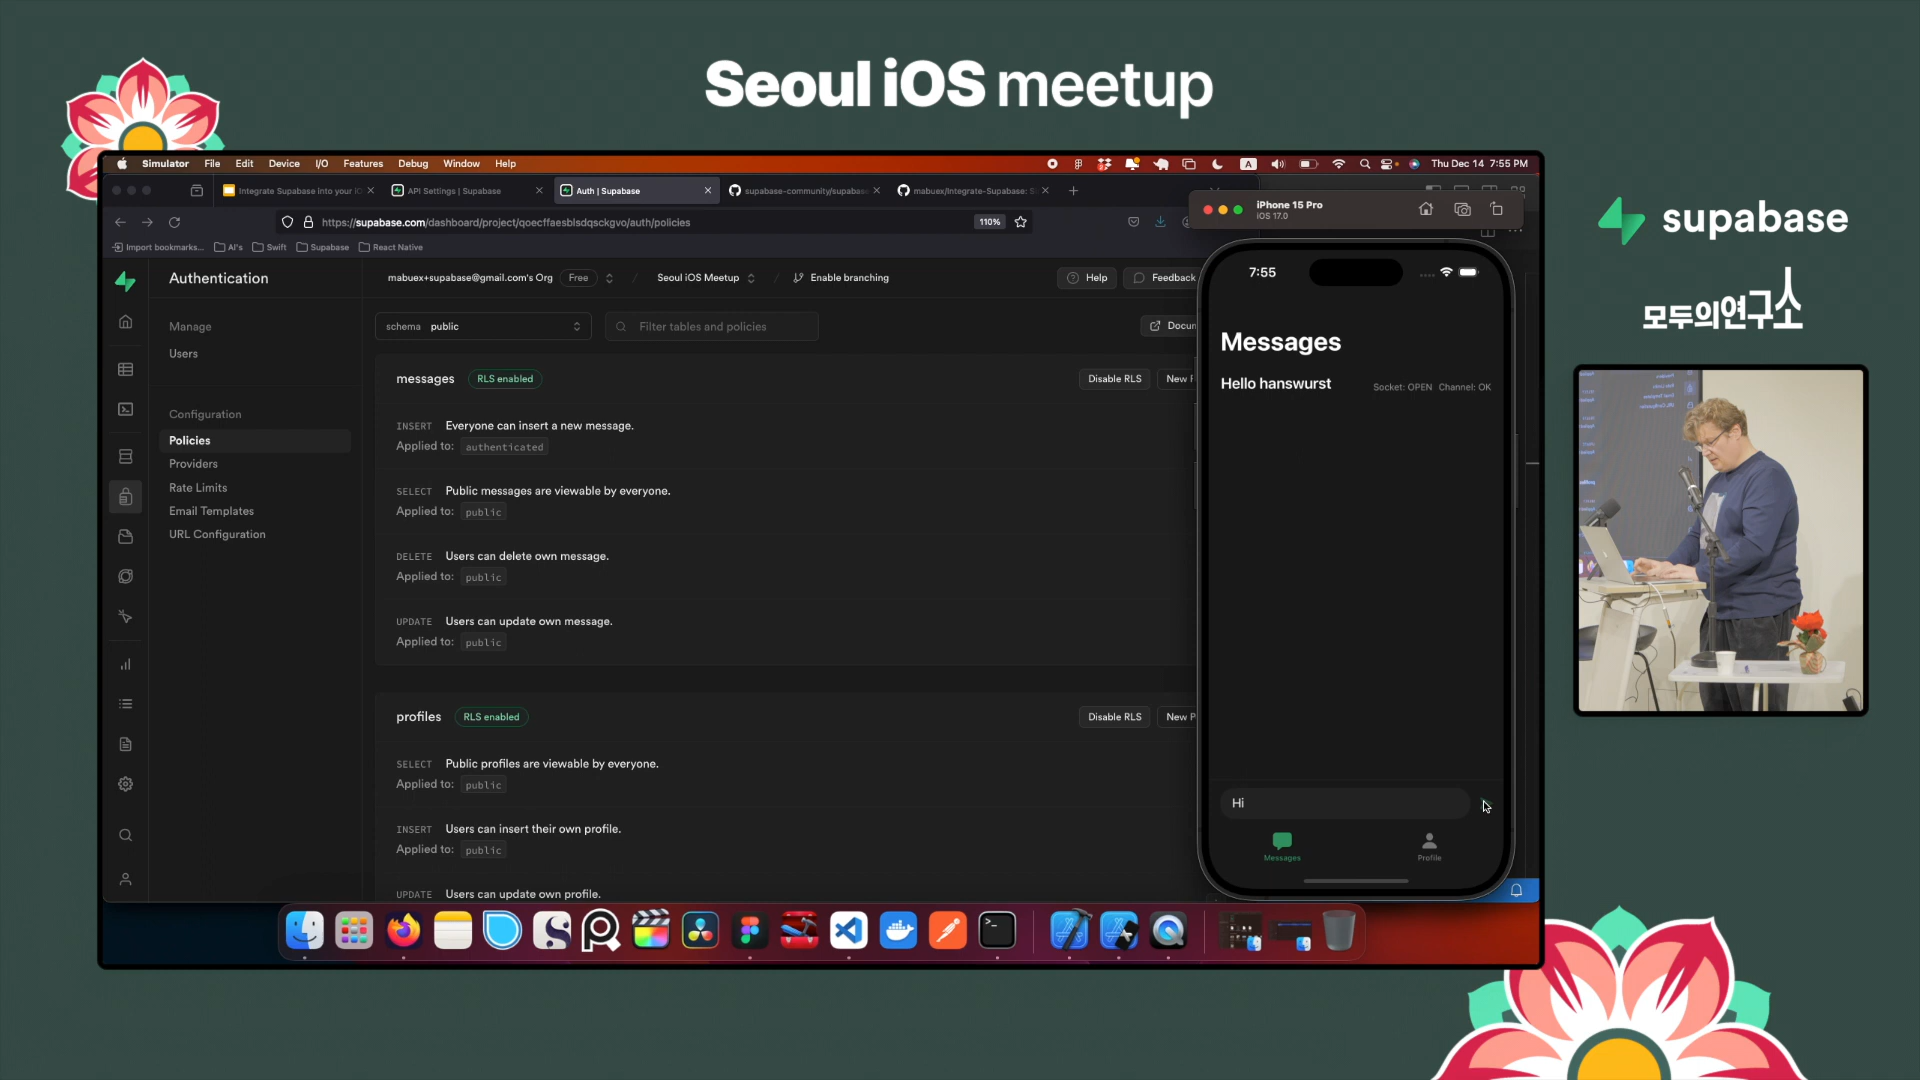 Seoul iOS meetup
Simulator File Edit Device I/O Features Debug Window Help
A
Thu Dec 14 7:55 PM
Integrate Supabase into your iO
API Settings | Supabase
Auth | Supabase
supabase-community/supabase
mabuex/Integrate-Supabase: S
https://supabase.com/dashboard/project/qoecffaesblsdqsckgvo/auth/policies
110%
Import bookmarks... AI's Swift Supabase React Native
Authentication
mabuex+supabase@gmail.com's Org Free / Seoul iOS Meetup / Enable branching
Help Feedback
Manage
Users
Configuration
Policies
Providers
Rate Limits
Email Templates
URL Configuration
schema public
Filter tables and policies
Docum
messages RLS enabled
Disable RLS New P
INSERT Everyone can insert a new message.
Applied to: authenticated
SELECT Public messages are viewable by everyone.
Applied to: public
DELETE Users can delete own message.
Applied to: public
UPDATE Users can update own message.
Applied to: public
profiles RLS enabled
Disable RLS New P
SELECT Public profiles are viewable by everyone.
Applied to: public
INSERT Users can insert their own profile.
Applied to: public
UPDATE Users can update own profile.
iPhone 15 Pro
iOS 17.0
7:55
Messages
Hello hanswurst
Socket: OPEN Channel: OK
Hi
Messages
Profile
supabase
모두의연구소